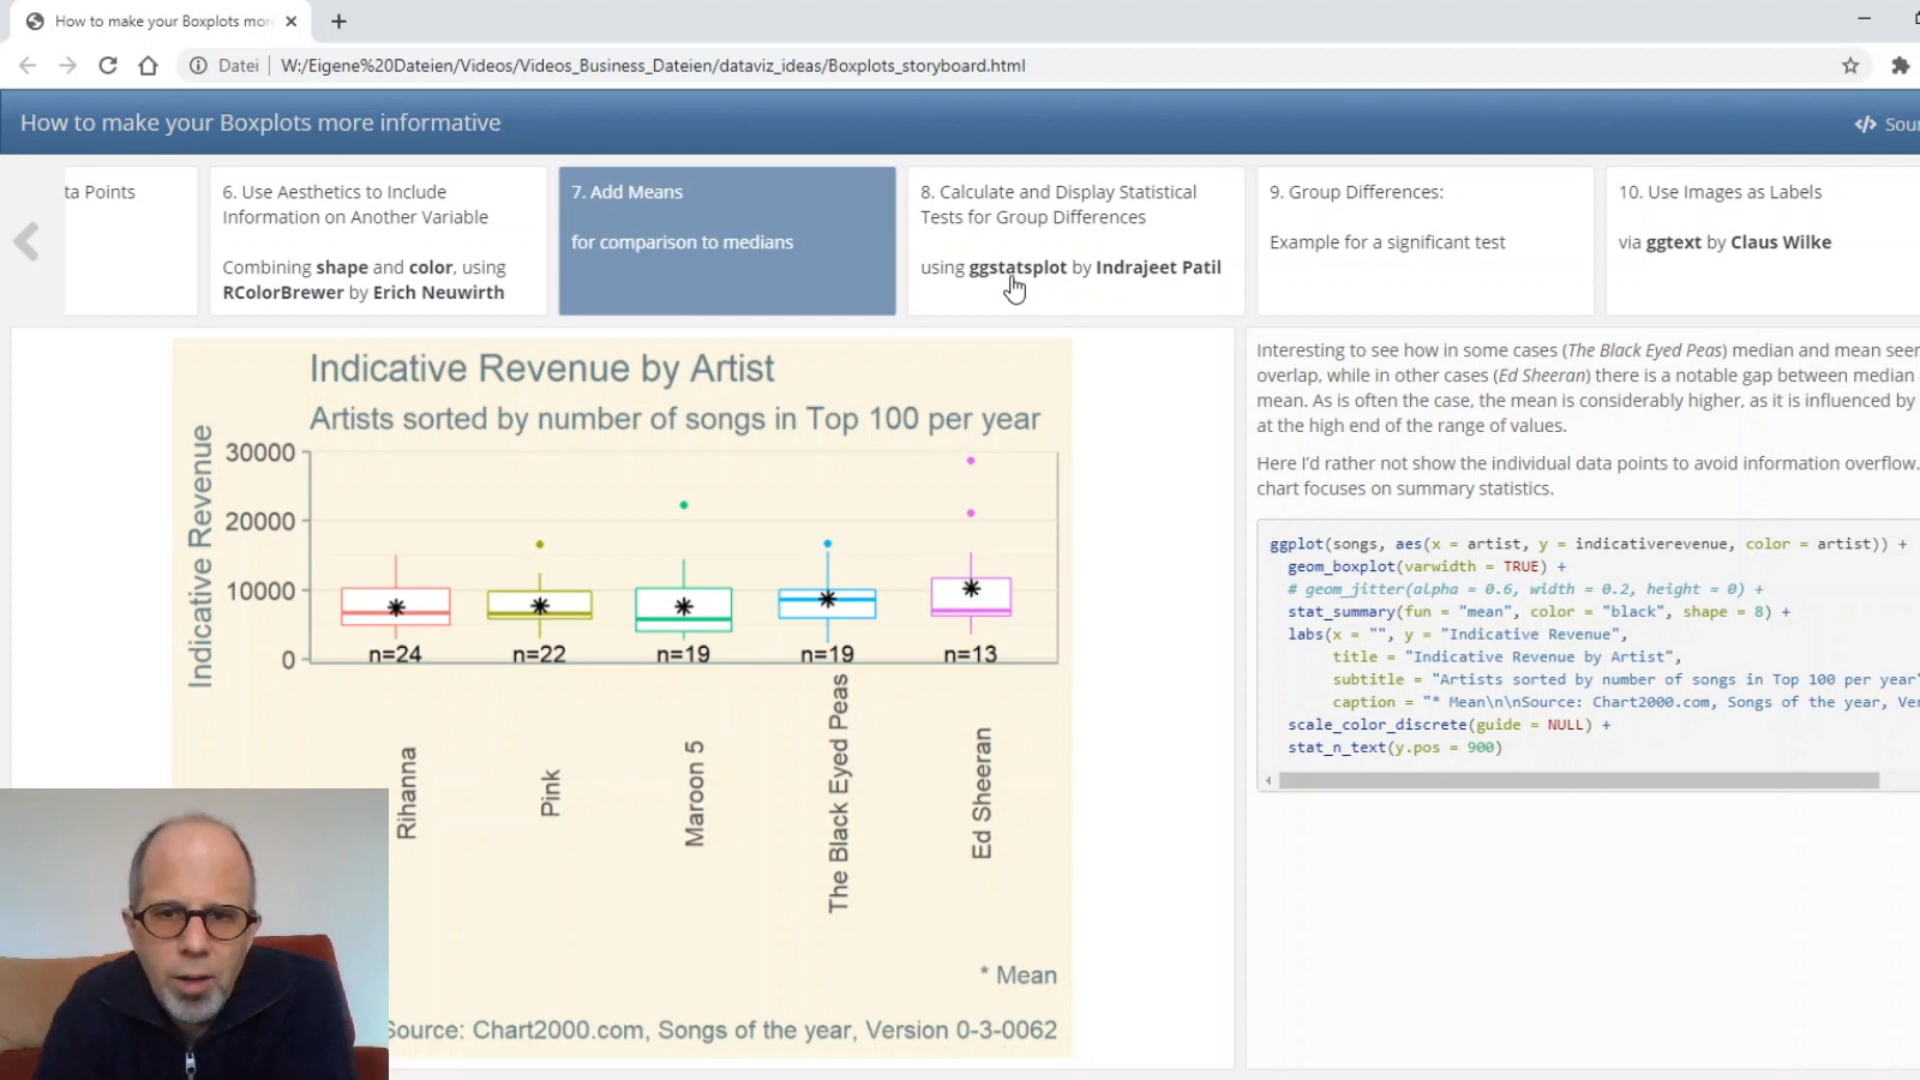 How to make your Boxplots mor
Datei
W:/Eigene%20Dateien/Videos/Videos_Business_Dateien/dataviz_ideas/Boxplots_storyboard.html
How to make your Boxplots more informative
</> Sour
ta Points
6. Use Aesthetics to Include
Information on Another Variable
Combining shape and color, using
RColorBrewer by Erich Neuwirth
7. Add Means
for comparison to medians
8. Calculate and Display Statistical
Tests for Group Differences
using ggstatsplot by Indrajeet Patil
9. Group Differences:
Example for a significant test
10. Use Images as Labels
via ggtext by Claus Wilke
Indicative Revenue by Artist
Artists sorted by number of songs in Top 100 per year
Indicative Revenue
30000
20000
10000
0
n=24
n=22
n=19
n=19
n=13
Rihanna
Pink
Maroon 5
The Black Eyed Peas
Ed Sheeran
* Mean
Source: Chart2000.com, Songs of the year, Version 0-3-0062
Interesting to see how in some cases (The Black Eyed Peas) median and mean seen
overlap, while in other cases (Ed Sheeran) there is a notable gap between median
mean. As is often the case, the mean is considerably higher, as it is influenced by
at the high end of the range of values.
Here I'd rather not show the individual data points to avoid information overflow.
chart focuses on summary statistics.
ggplot(songs, aes(x = artist, y = indicativerevenue, color = artist)) +
geom_boxplot(varwidth = TRUE) +
# geom_jitter(alpha = 0.6, width = 0.2, height = 0) +
stat_summary(fun = "mean", color = "black", shape = 8) +
labs(x = "", y = "Indicative Revenue",
title = "Indicative Revenue by Artist",
subtitle = "Artists sorted by number of songs in Top 100 per year"
caption = "* Mean\n\nSource: Chart2000.com, Songs of the year, Ve
scale_color_discrete(guide = NULL) +
stat_n_text(y.pos = 900)